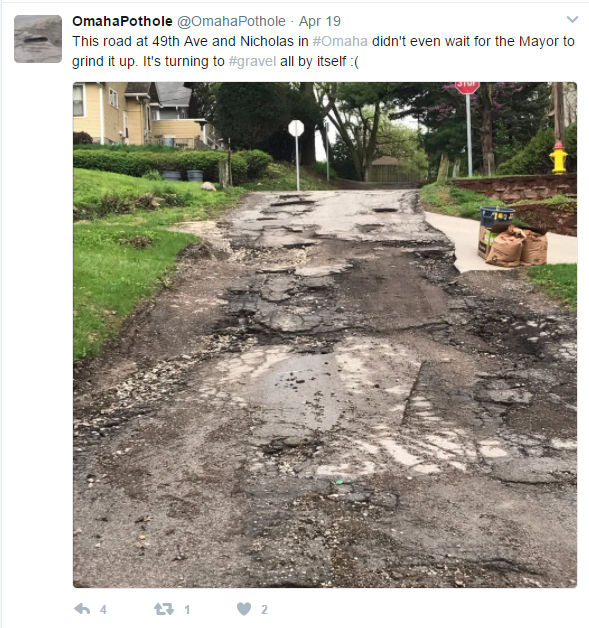 OmahaPothole @OmahaPothole · Apr 19
This road at 49th Ave and Nicholas in #Omaha didn't even wait for the Mayor to
grind it up. It's turning to #gravel all by itself :(
STOP
4 1 2